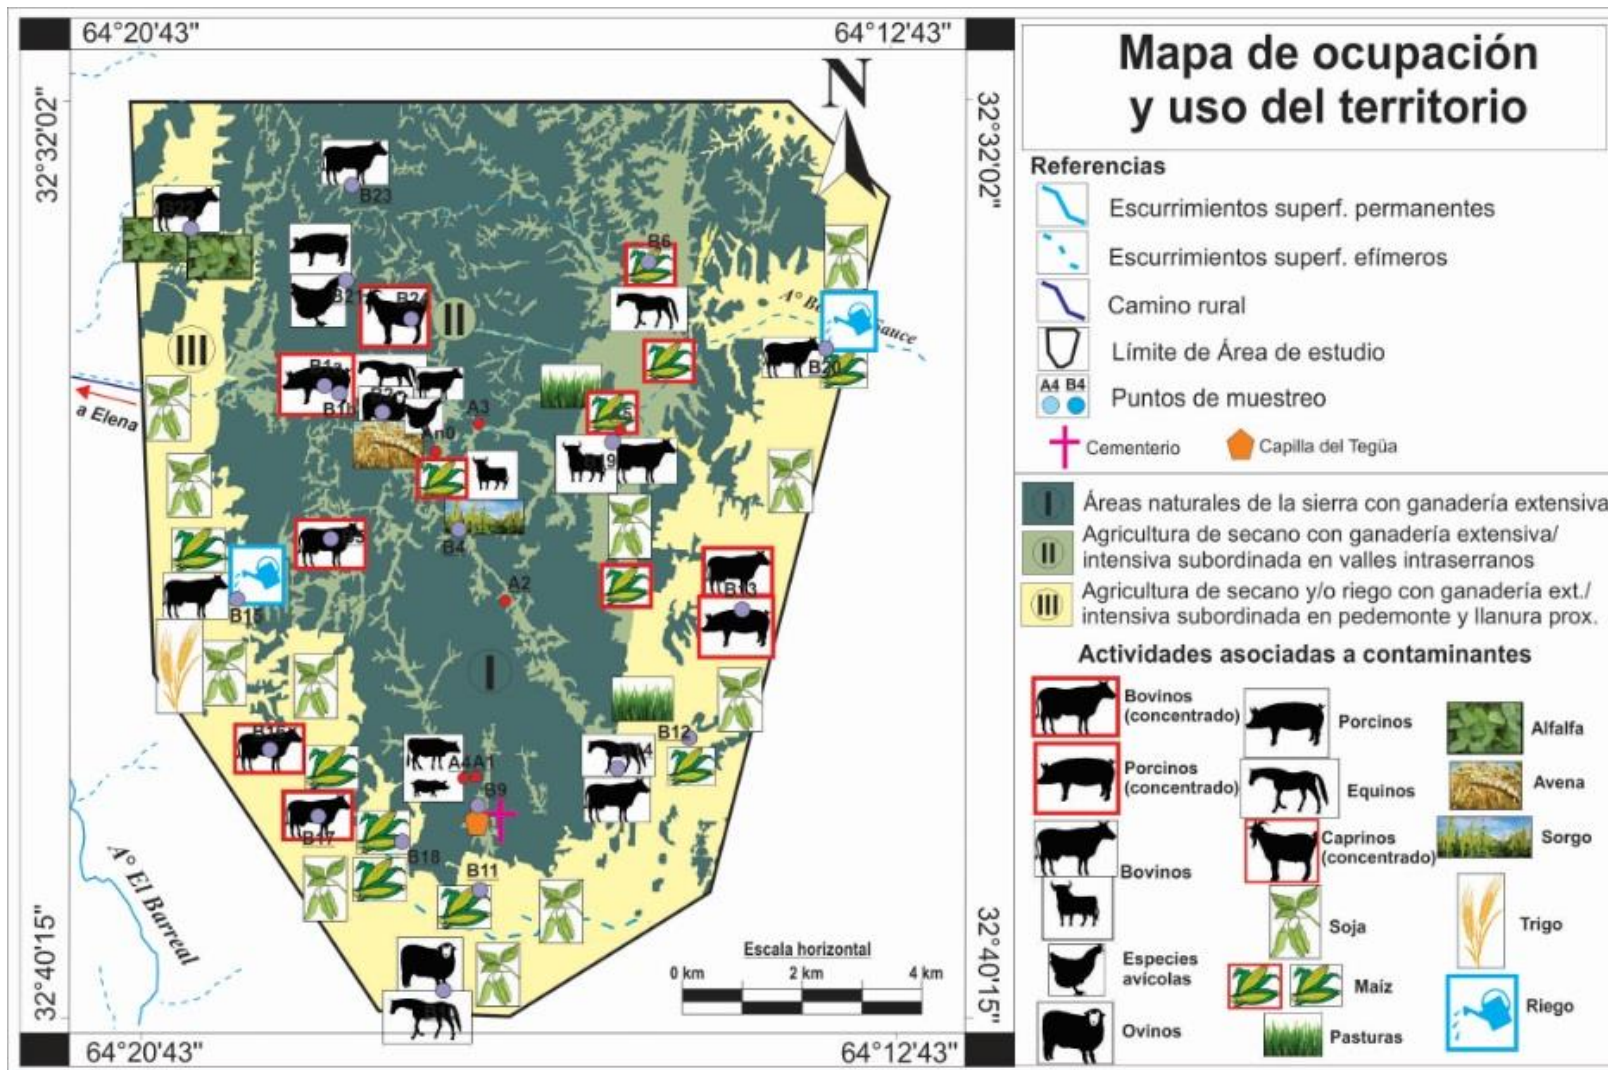 64°20'43"
64°12'43"
32°32'02"
32°32'02"
N
B23
B22
B6
B21
II
III
A° B
Sauce
B20
B1a
B1b
a Elena
A3
An0
B4
A2
B13
B15
I
B12
A4
A1
B9
B17
B18
B11
A° El Barreal
Escala horizontal
0 km 2 km 4 km
32°40'15"
32°40'15"
64°20'43"
64°12'43"
Mapa de ocupación
y uso del territorio
Referencias
Escurrimientos superf. permanentes
Escurrimientos superf. efímeros
Camino rural
Límite de Área de estudio
A4 B4
Puntos de muestreo
Cementerio
Capilla del Tegüa
I Áreas naturales de la sierra con ganadería extensiva
II Agricultura de secano con ganadería extensiva/
intensiva subordinada en valles intraserranos
III Agricultura de secano y/o riego con ganadería ext./
intensiva subordinada en pedemonte y llanura prox.
Actividades asociadas a contaminantes
Bovinos
(concentrado)
Porcinos
(concentrado)
Bovinos
Especies
avícolas
Ovinos
Porcinos
Equinos
Caprinos
(concentrado)
Soja
Maíz
Pasturas
Alfalfa
Avena
Sorgo
Trigo
Riego